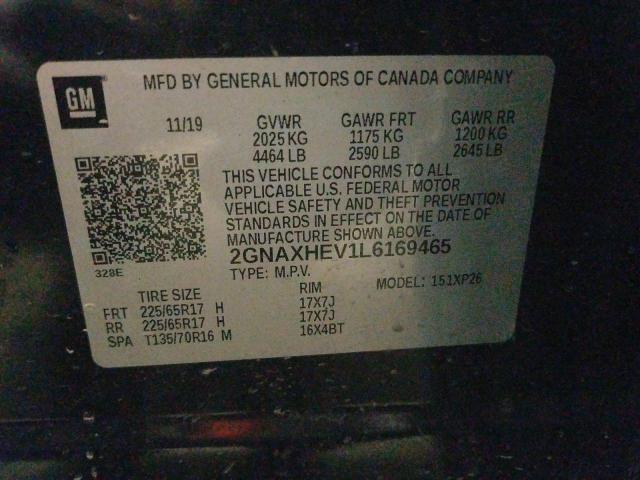 GM
MFD BY GENERAL MOTORS OF CANADA COMPANY
11/19 GVWR GAWR FRT GAWR RR
2025 KG 1175 KG 1200 KG
4464 LB 2590 LB 2645 LB
THIS VEHICLE CONFORMS TO ALL
APPLICABLE U.S. FEDERAL MOTOR
VEHICLE SAFETY AND THEFT PREVENTION
STANDARDS IN EFFECT ON THE DATE OF
MANUFACTURE SHOWN ABOVE.
328E
2GNAXHEV1L6169465
TYPE: M.P.V. MODEL: 151XP26
TIRE SIZE RIM
FRT 225/65R17 H 17X7J
RR 225/65R17 H 17X7J
SPA T135/70R16 M 16X4BT